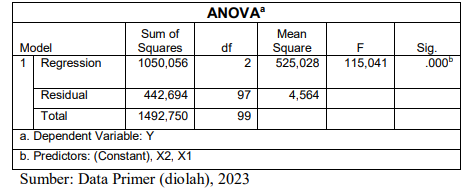 ANOVAa
Model Sum of Squares df Mean Square F Sig.
1 Regression 1050,056 2 525,028 115,041 .000b
Residual 442,694 97 4,564
Total 1492,750 99
a. Dependent Variable: Y
b. Predictors: (Constant), X2, X1
Sumber: Data Primer (diolah), 2023